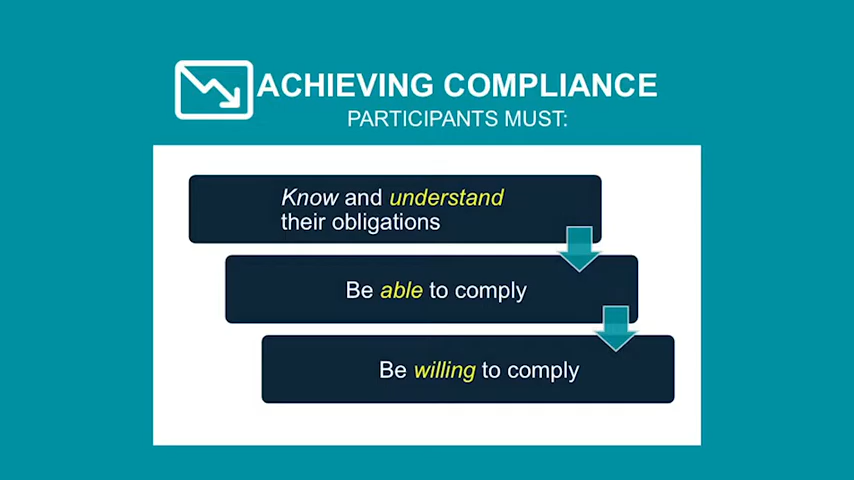 ACHIEVING COMPLIANCE
PARTICIPANTS MUST:
Know and understand
their obligations
Be able to comply
Be willing to comply